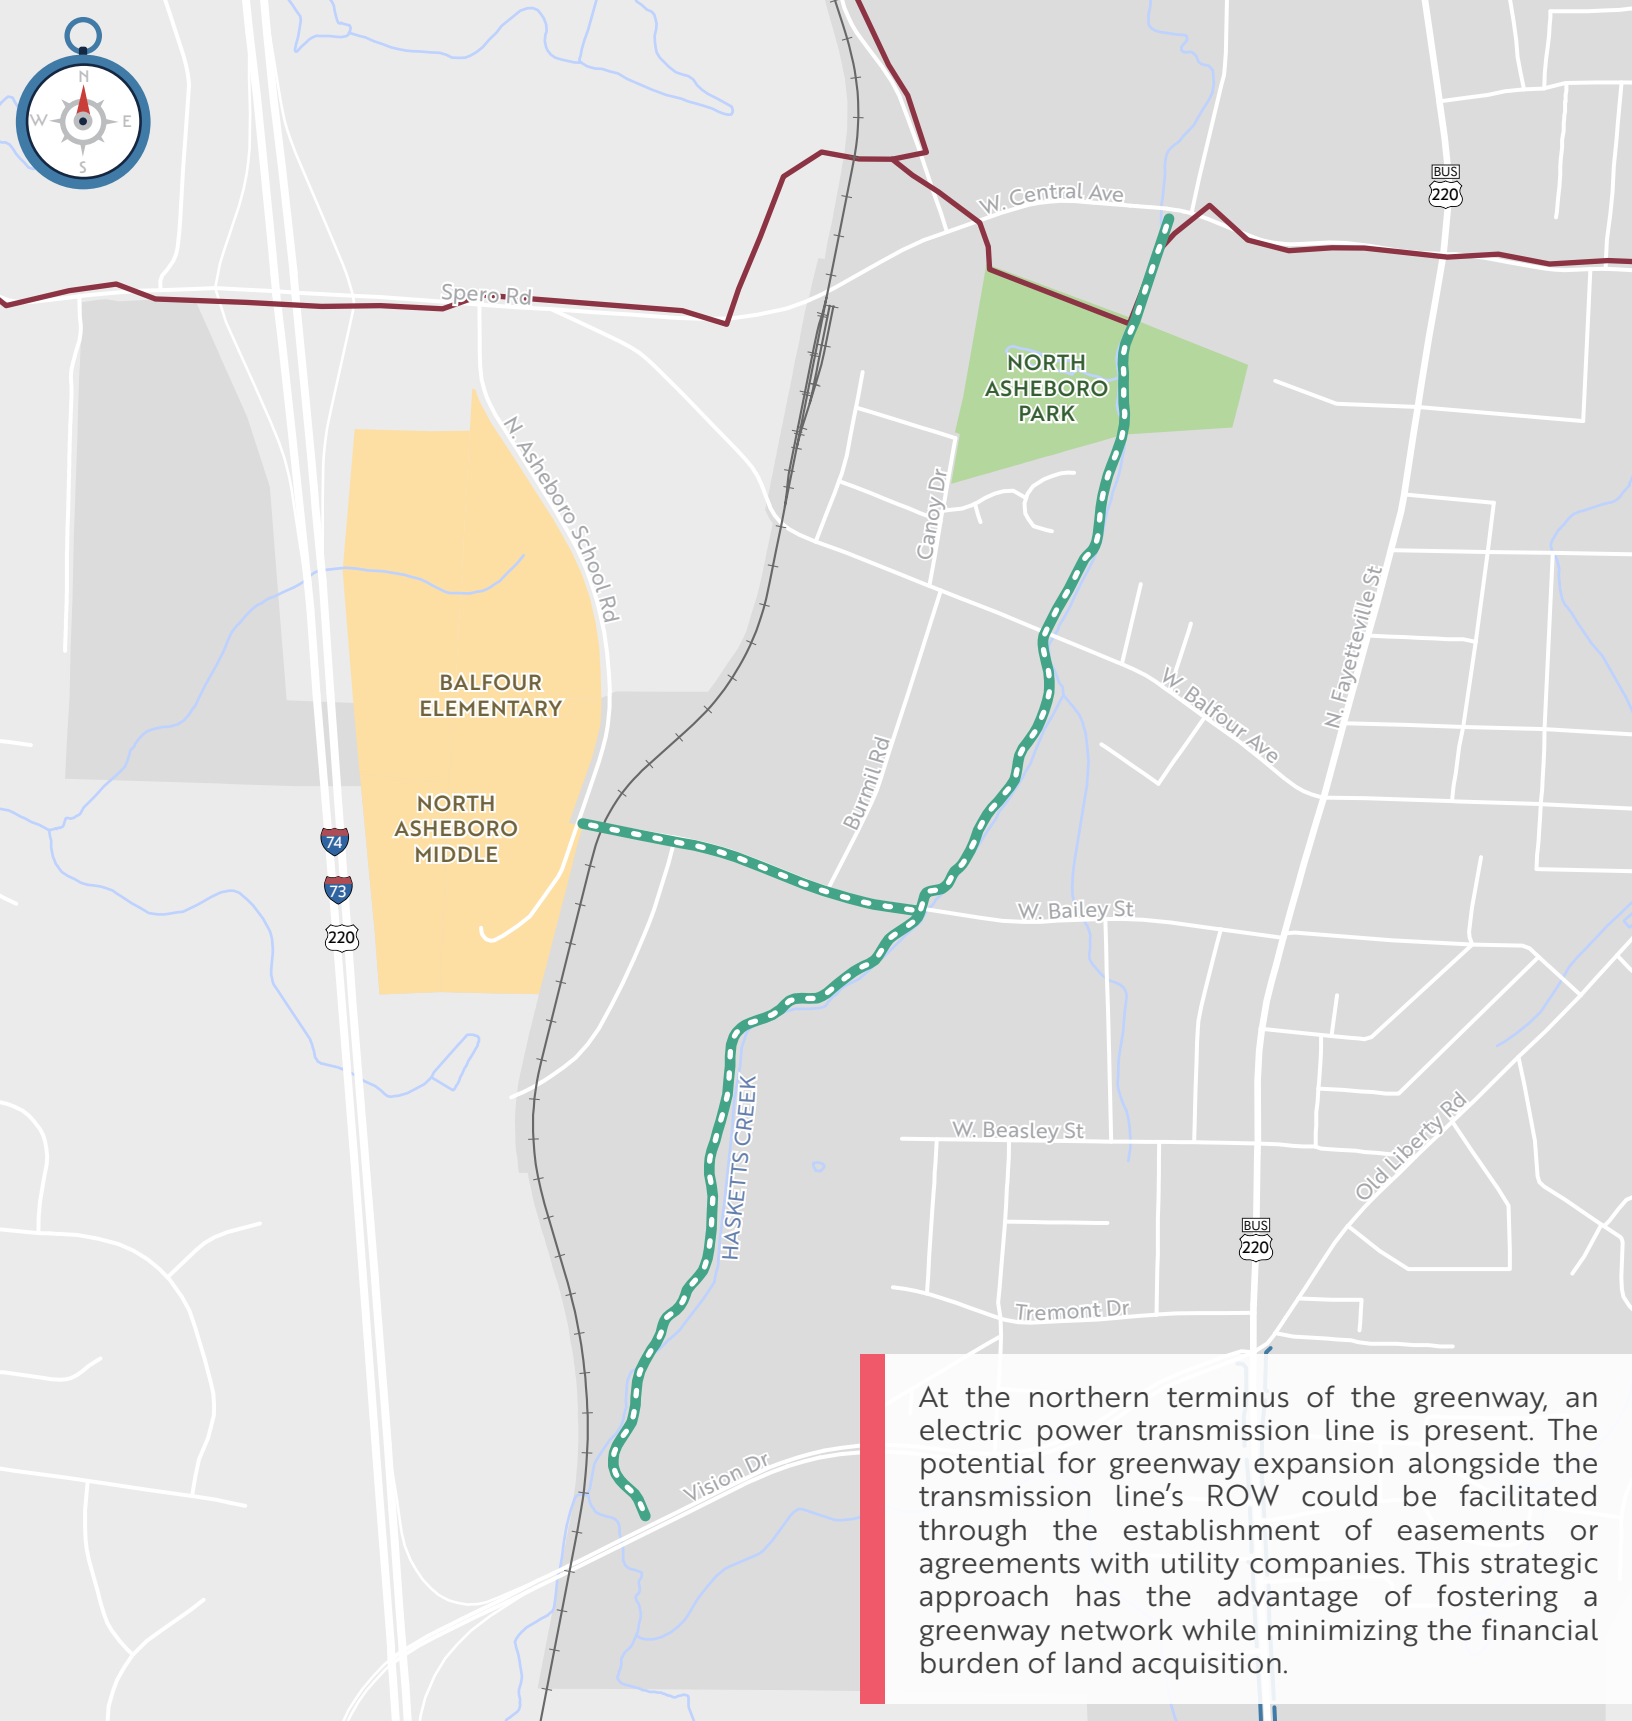 N
W
E
S
W. Central Ave
BUS
220
Spero Rd
NORTH
ASHEBORO
PARK
N. Asheboro School Rd
Canoy Dr
N. Fayetteville St
BALFOUR
ELEMENTARY
W. Balfour Ave
Burmil Rd
NORTH
ASHEBORO
MIDDLE
74
73
220
W. Bailey St
HASKETTS CREEK
W. Beasley St
Old Liberty Rd
BUS
220
Tremont Dr
Vision Dr
At the northern terminus of the greenway, an
electric power transmission line is present. The
potential for greenway expansion alongside the
transmission line’s ROW could be facilitated
through the establishment of easements or
agreements with utility companies. This strategic
approach has the advantage of fostering a
greenway network while minimizing the financial
burden of land acquisition.